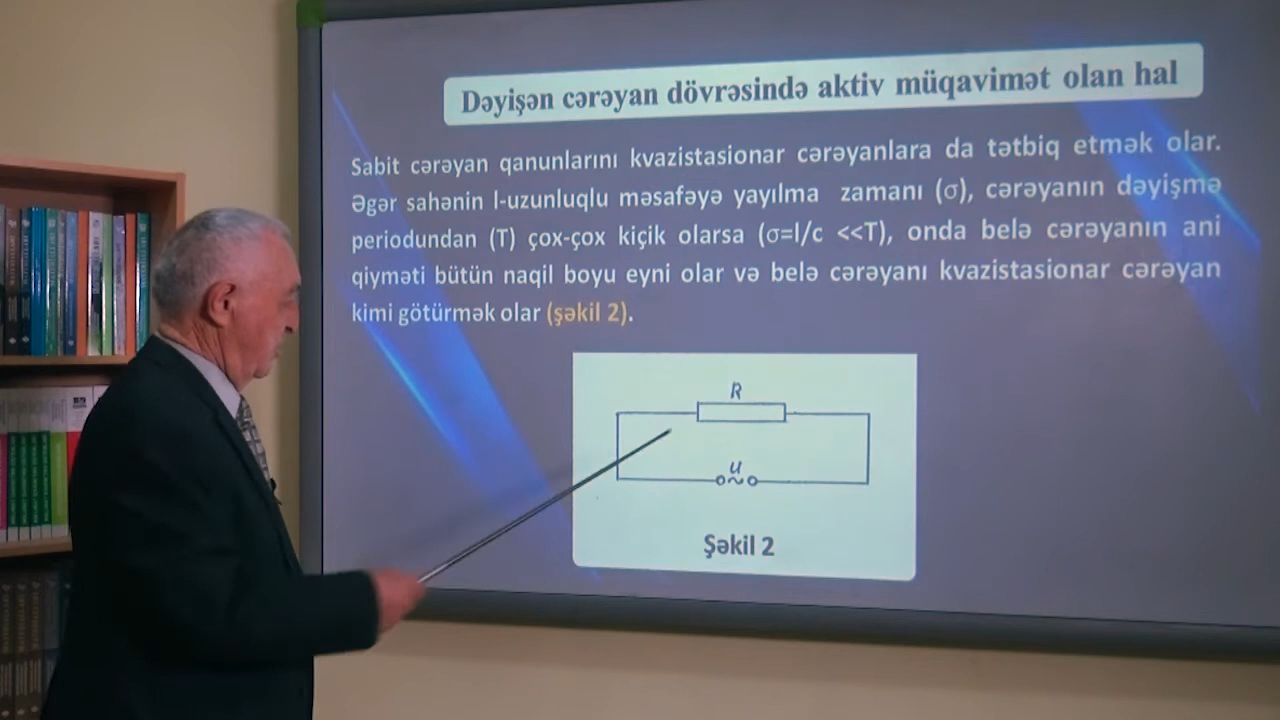 Dəyişən cərəyan dövrəsində aktiv müqavimət olan hal
Sabit cərəyan qanunlarını kvazistasionar cərəyanlara da tətbiq etmək olar.
Əgər sahənin l-uzunluqlu məsafəyə yayılma zamanı (σ), cərəyanın dəyişmə
periodundan (T) çox-çox kiçik olarsa (σ=l/c <<T), onda belə cərəyanın ani
qiyməti bütün naqil boyu eyni olar və belə cərəyanı kvazistasionar cərəyan
kimi götürmək olar (şəkil 2).
R
u
~
Şəkil 2